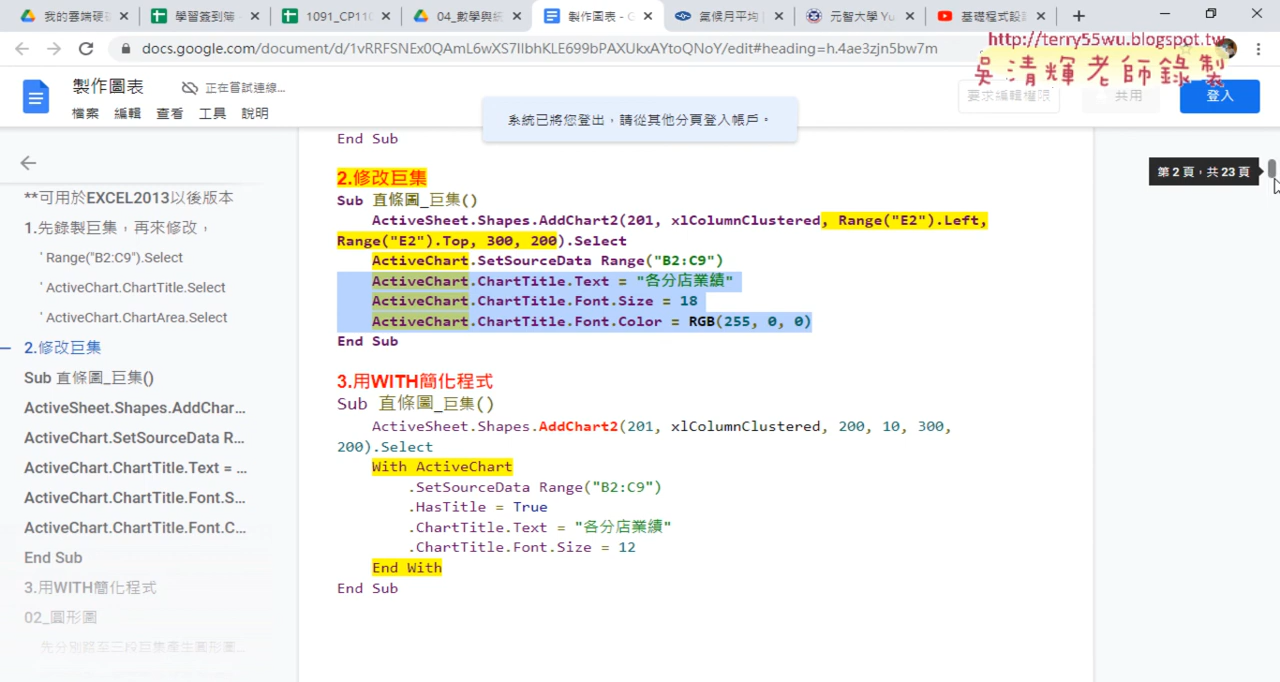 我的雲端硬
學習簽到簿
1091_CP110
04_數學與統
製作圖表 - G
氣候月平均
元智大學 Yu
基礎程式設計
docs.google.com/document/d/1vRRFSNEx0QAmL6wXS7IIbhKLE699bPAXUkxAYtoQNoY/edit#heading=h.4ae3zjn5bw7m
http://terry55wu.blogspot.tw
吳清輝老師錄製
製作圖表
正在嘗試連線...
檔案 編輯 查看 工具 說明
要求編輯權限
共用
登入
系統已將您登出，請從其他分頁登入帳戶。
**可用於EXCEL2013以後版本
1.先錄製巨集，再來修改，
' Range("B2:C9").Select
' ActiveChart.ChartTitle.Select
' ActiveChart.ChartArea.Select
2.修改巨集
Sub 直條圖_巨集()
ActiveSheet.Shapes.AddChar...
ActiveChart.SetSourceData R...
ActiveChart.ChartTitle.Text = ...
ActiveChart.ChartTitle.Font.S...
ActiveChart.ChartTitle.Font.C...
End Sub
3.用WITH簡化程式
02_圓形圖
End Sub
2.修改巨集
Sub 直條圖_巨集()
ActiveSheet.Shapes.AddChart2(201, xlColumnClustered, Range("E2").Left,
Range("E2").Top, 300, 200).Select
ActiveChart.SetSourceData Range("B2:C9")
ActiveChart.ChartTitle.Text = "各分店業績"
ActiveChart.ChartTitle.Font.Size = 18
ActiveChart.ChartTitle.Font.Color = RGB(255, 0, 0)
End Sub
3.用WITH簡化程式
Sub 直條圖_巨集()
ActiveSheet.Shapes.AddChart2(201, xlColumnClustered, 200, 10, 300,
200).Select
With ActiveChart
.SetSourceData Range("B2:C9")
.HasTitle = True
.ChartTitle.Text = "各分店業績"
.ChartTitle.Font.Size = 12
End With
End Sub
第 2 頁，共 23 頁